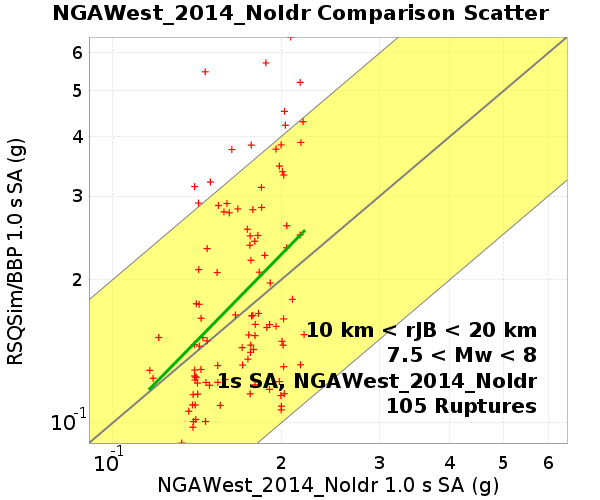 NGAWest_2014_NoIdr Comparison Scatter
RSQSim/BBP 1.0 s SA (g)
6
5
4
3
2
10-1
10 km < rJB < 20 km
7.5 < Mw < 8
1s SA, NGAWest_2014_NoIdr
105 Ruptures
10-1 2 3 4 5 6
NGAWest_2014_NoIdr 1.0 s SA (g)